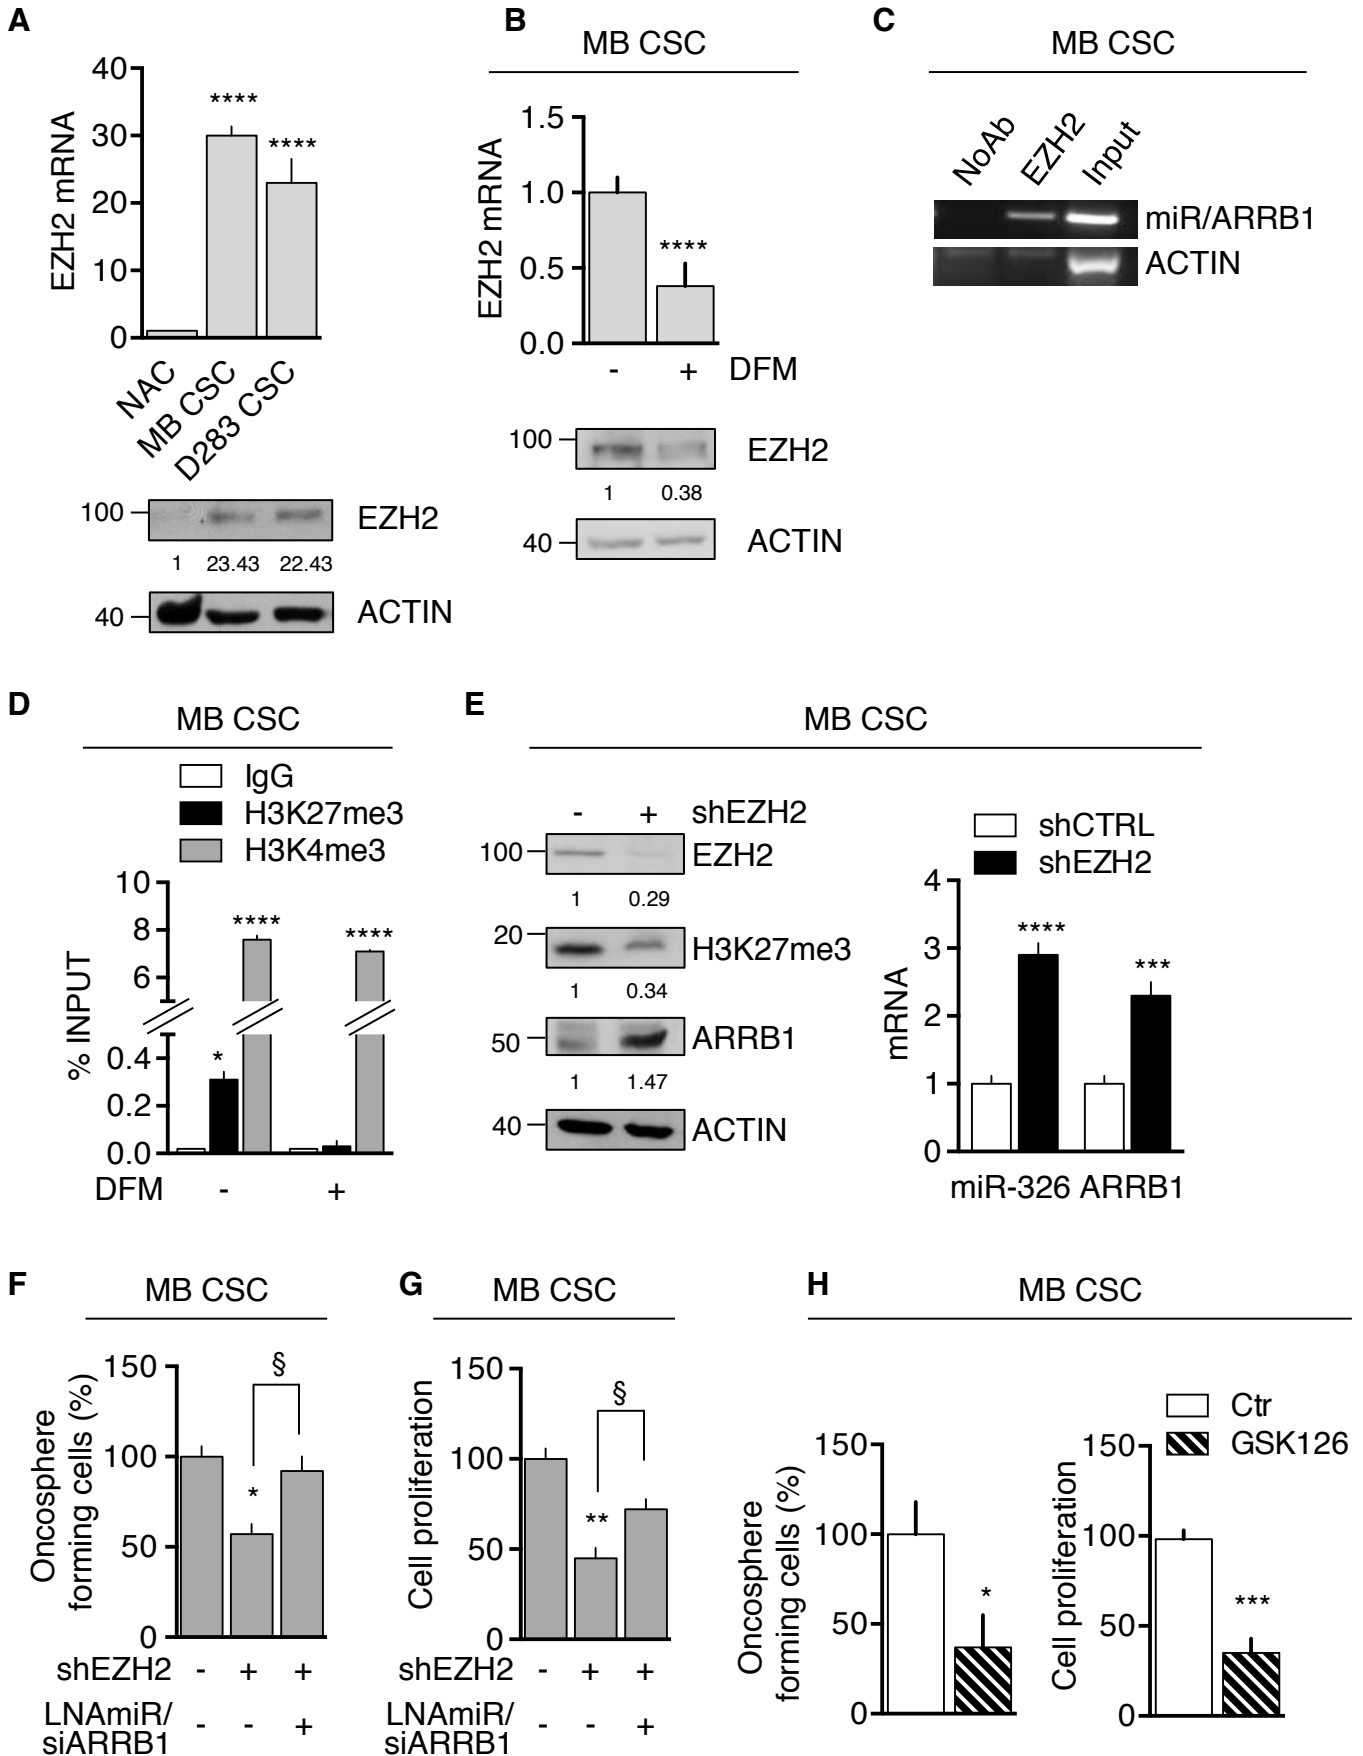 A
EZH2 mRNA
40
30
20
10
0
****
****
NAC
MB CSC
D283 CSC
100
EZH2
1 23.43 22.43
40
ACTIN
B
MB CSC
EZH2 mRNA
1.5
1.0
0.5
0.0
****
- + DFM
100
EZH2
1 0.38
40
ACTIN
C
MB CSC
NoAb
EZH2
Input
miR/ARRB1
ACTIN
D
MB CSC
IgG
H3K27me3
H3K4me3
% INPUT
10
8
6
0.4
0.2
0.0
*
****
****
DFM - +
E
MB CSC
- + shEZH2
100
EZH2
1 0.29
20
H3K27me3
1 0.34
50
ARRB1
1 1.47
40
ACTIN
shCTRL
shEZH2
mRNA
4
3
2
1
0
****
***
miR-326 ARRB1
F
MB CSC
Oncosphere
forming cells (%)
150
100
50
0
§
*
shEZH2 - + +
LNAmiR/
siARRB1 - - +
G
MB CSC
Cell proliferation
150
100
50
0
§
**
shEZH2 - + +
LNAmiR/
siARRB1 - - +
H
MB CSC
Ctr
GSK126
Oncosphere
forming cells (%)
150
100
50
0
*
Cell proliferation
150
100
50
0
***